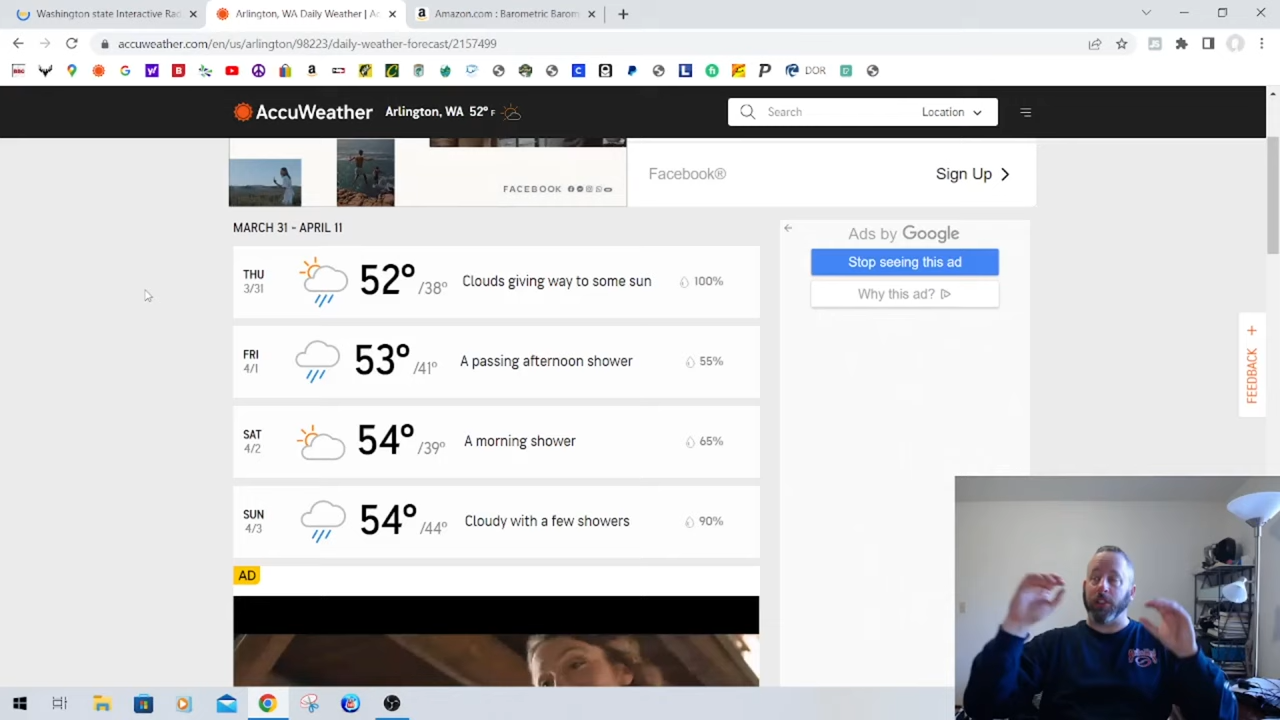 Washington state Interactive Rad
Arlington, WA Daily Weather | Ac
Amazon.com : Barometric Barom
accuweather.com/en/us/arlington/98223/daily-weather-forecast/2157499
DOR
AccuWeather
Arlington, WA 52° F
Search
Location
FACEBOOK
Facebook®
Sign Up
MARCH 31 - APRIL 11
THU
3/31
52°/38°
Clouds giving way to some sun
100%
FRI
4/1
53°/41°
A passing afternoon shower
55%
SAT
4/2
54°/39°
A morning shower
65%
SUN
4/3
54°/44°
Cloudy with a few showers
90%
AD
Ads by Google
Stop seeing this ad
Why this ad?
FEEDBACK +